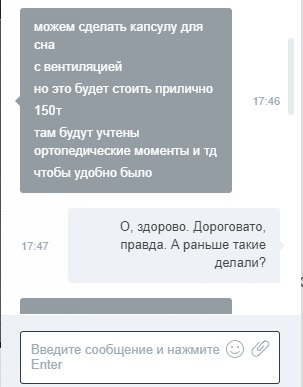 можем сделать капсулу для
сна
с вентиляцией
но это будет стоить прилично
150т
там будут учтены
ортопедические моменты и тд
чтобы удобно было
17:46
О, здорово. Дороговато,
правда. А раньше такие
делали?
17:47
Введите сообщение и нажмите
Enter